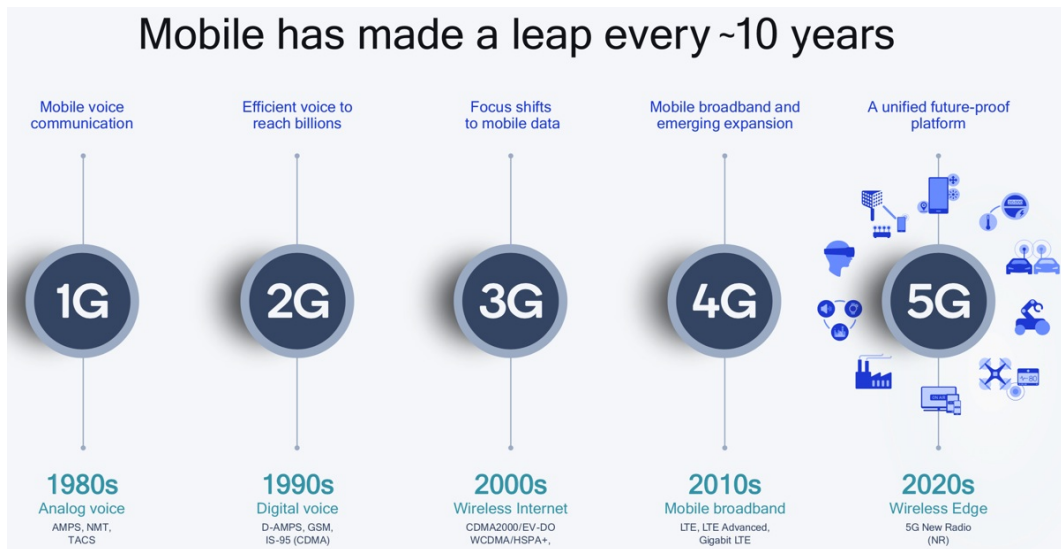 Mobile has made a leap every ~10 years
Mobile voice
communication
Efficient voice to
reach billions
Focus shifts
to mobile data
Mobile broadband and
emerging expansion
A unified future-proof
platform
1G
2G
3G
4G
5G
1980s
Analog voice
AMPS, NMT,
TACS
1990s
Digital voice
D-AMPS, GSM,
IS-95 (CDMA)
2000s
Wireless Internet
CDMA2000/EV-DO
WCDMA/HSPA+,
2010s
Mobile broadband
LTE, LTE Advanced,
Gigabit LTE
2020s
Wireless Edge
5G New Radio
(NR)